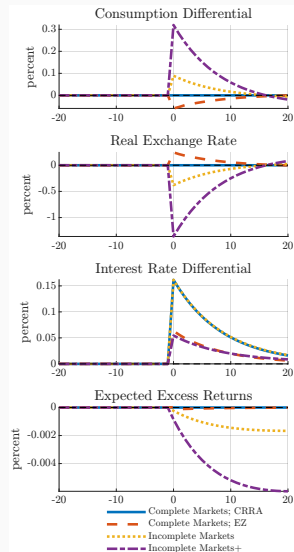 Consumption Differential
0.3
0.2
0.1
0
percent
-20 -10 0 10 20
Real Exchange Rate
0
-0.5
-1
percent
-20 -10 0 10 20
Interest Rate Differential
0.15
0.1
0.05
0
percent
-20 -10 0 10 20
Expected Excess Returns
0
-0.002
-0.004
percent
-20 -10 0 10 20
Complete Markets; CRRA
Complete Markets; EZ
Incomplete Markets
Incomplete Markets+